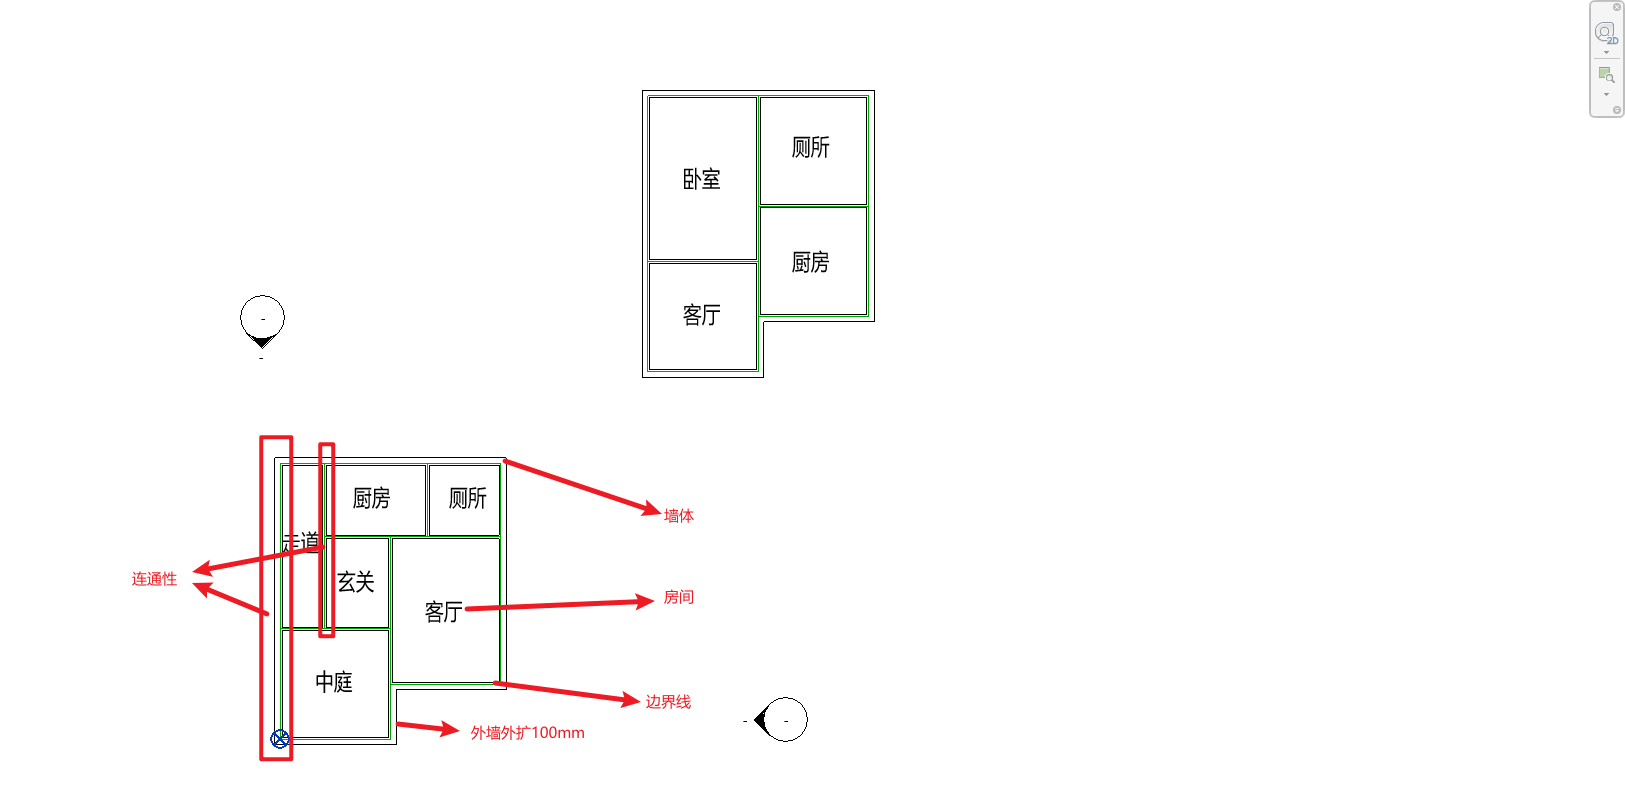 2D
厕所
卧室
厨房
客厅
-
-
厨房
厕所
墙体
走道
连通性
玄关
房间
客厅
中庭
边界线
- -
外墙外扩100mm